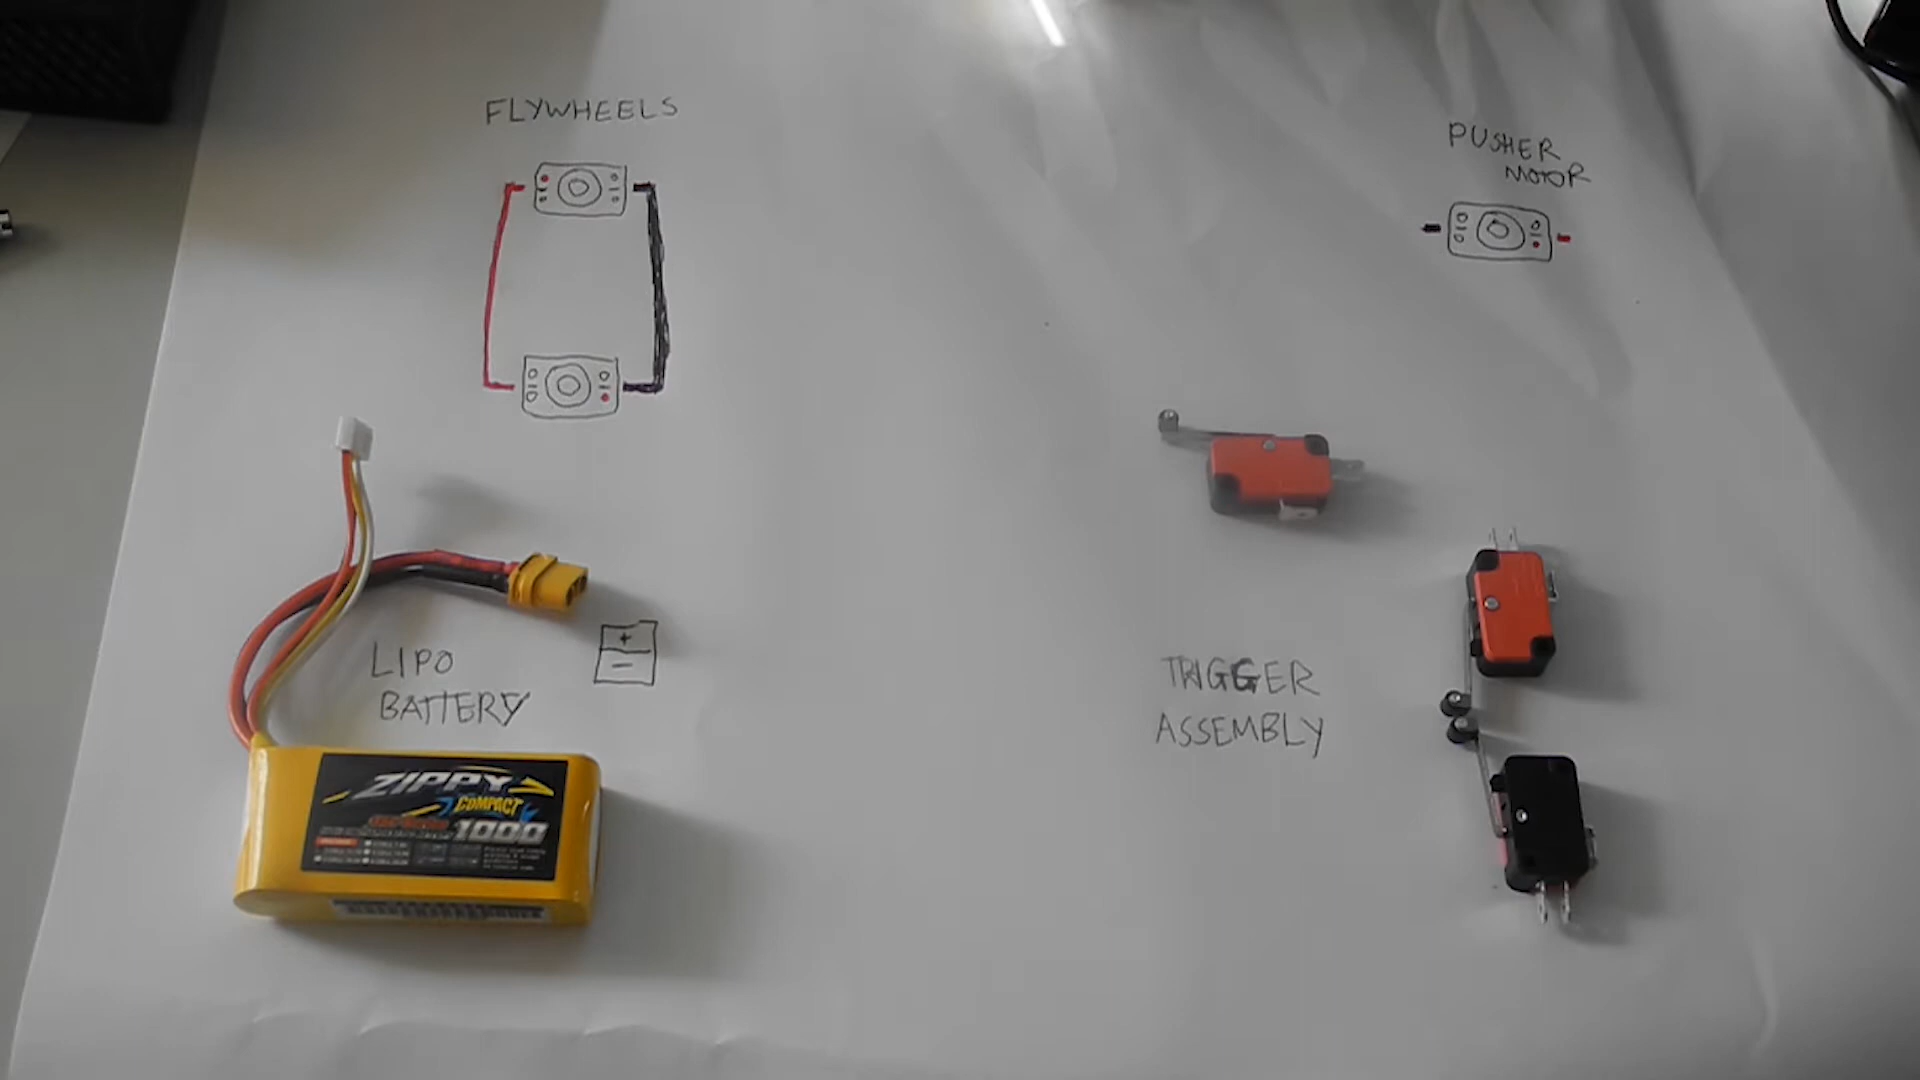 FLYWHEELS
PUSHER
MOTOR
+
−
LIPO
BATTERY
TRIGGER
ASSEMBLY
ZIPPY
COMPACT
1000